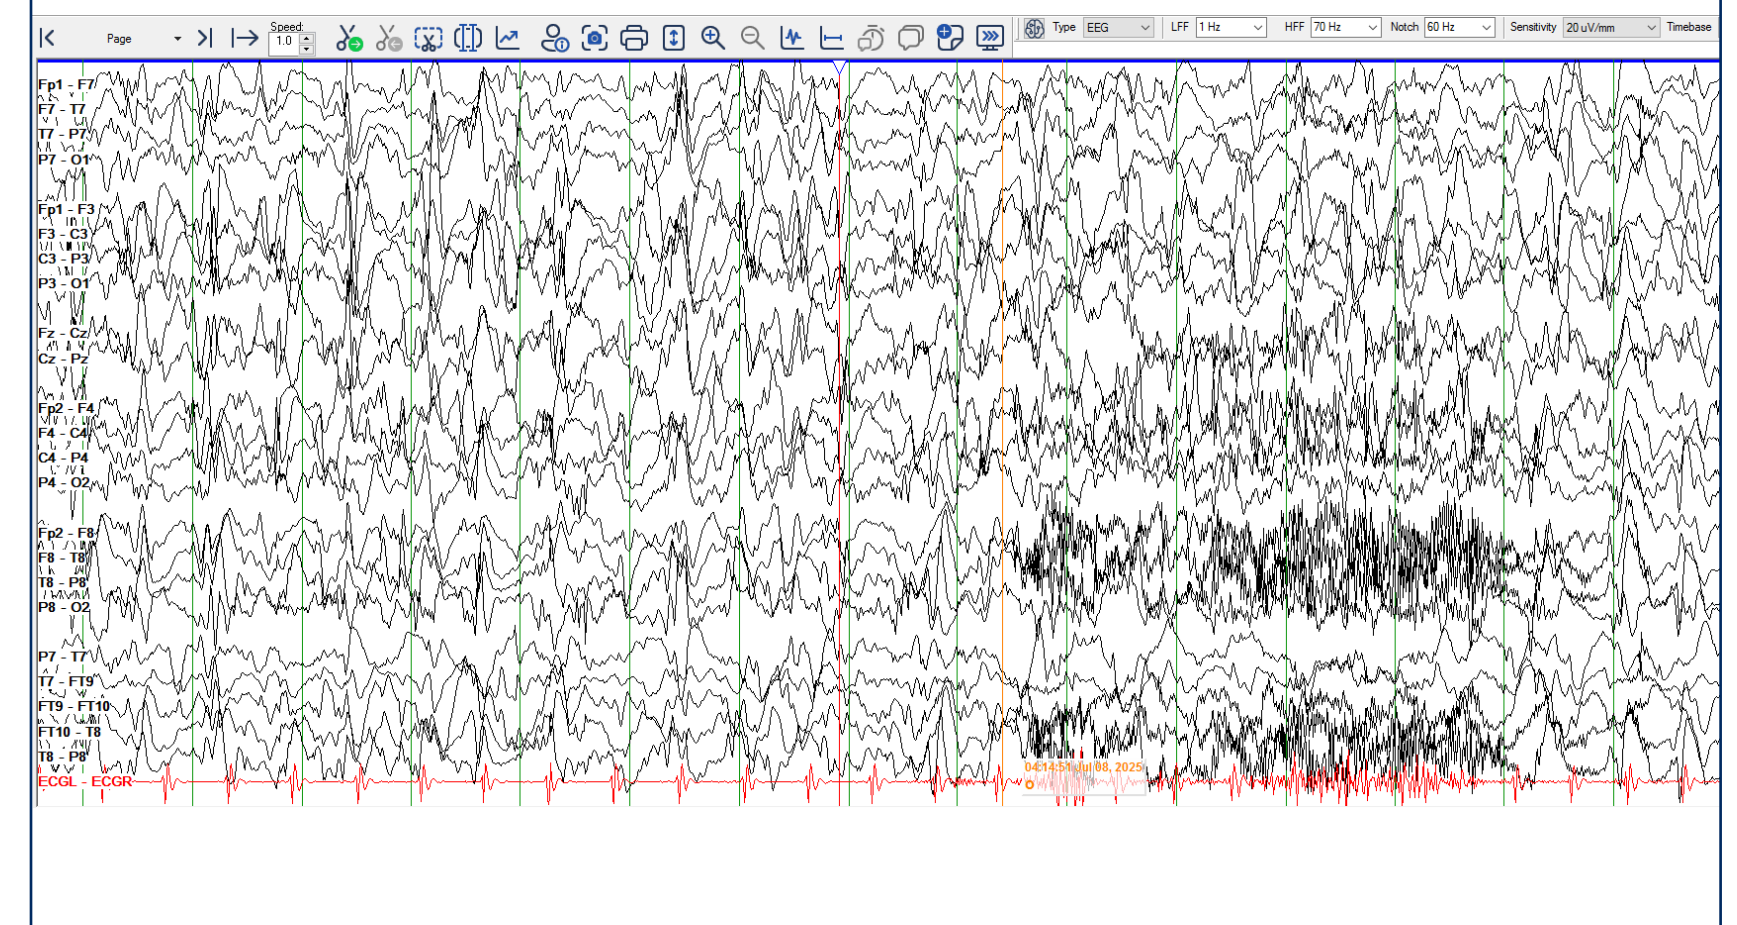 Page
Speed:
1.0
Type EEG LFF 1 Hz HFF 70 Hz Notch 60 Hz Sensitivity 20 uV/mm Timebase
Fp1 - F7
F7 - T7
T7 - P7
P7 - O1
Fp1 - F3
F3 - C3
C3 - P3
P3 - O1
Fz - Cz
Cz - Pz
Fp2 - F4
F4 - C4
C4 - P4
P4 - O2
Fp2 - F8
F8 - T8
T8 - P8
P8 - O2
P7 - T7
T7 - FT9
FT9 - FT10
FT10 - T8
T8 - P8
ECGL - ECGR
04:14:51 Jul 08, 2025